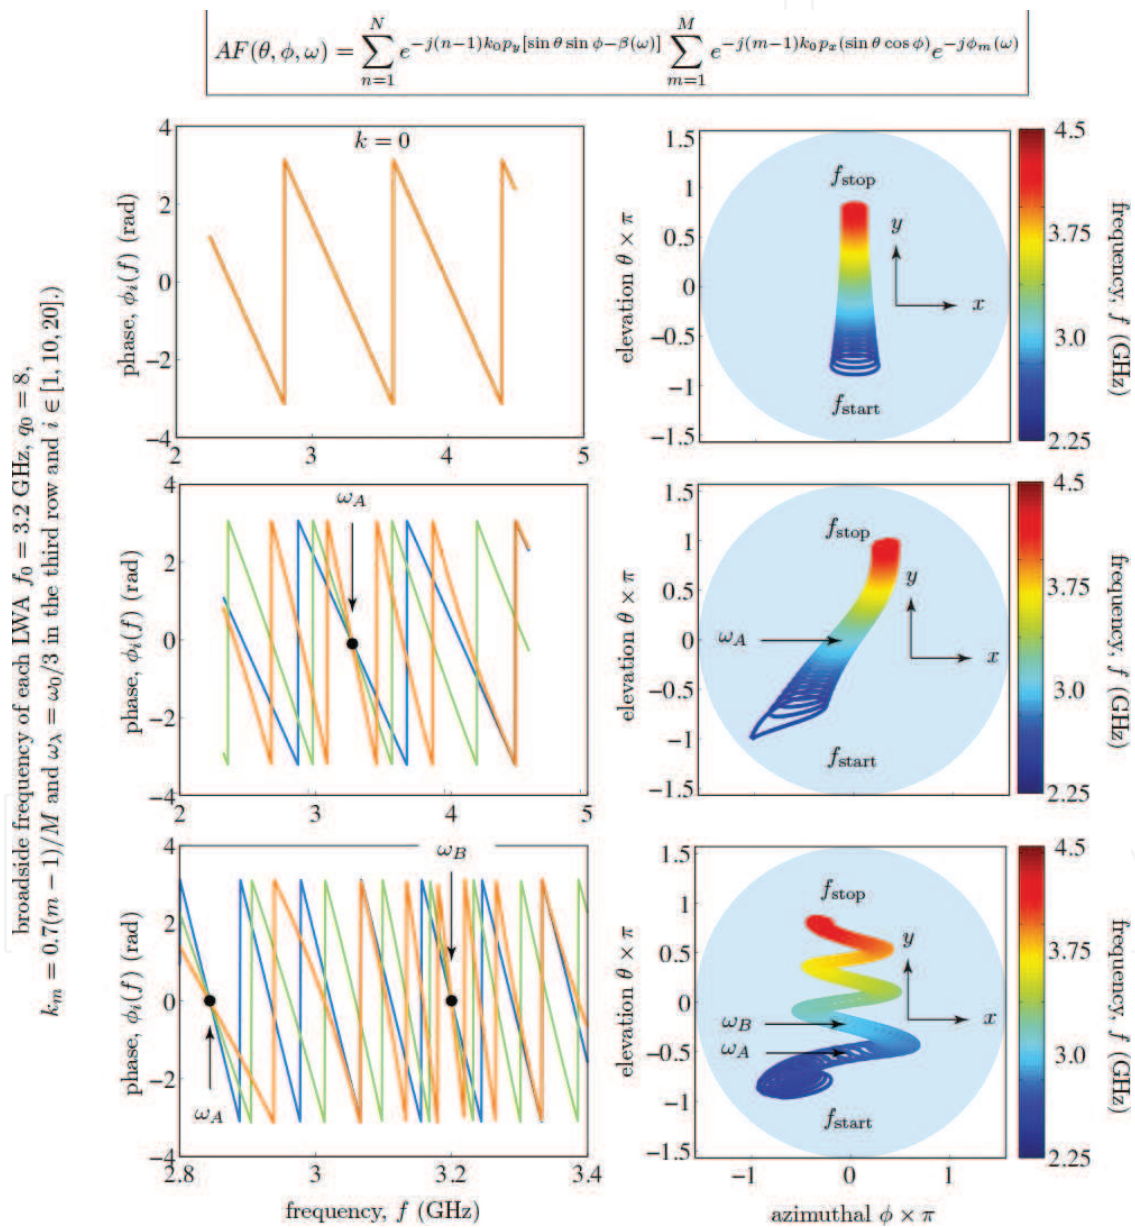 AF(θ, ϕ, ω) = ∑_{n=1}^{N} e^{−j(n−1)k_0p_y[sin θ sin ϕ−β(ω)]} ∑_{m=1}^{M} e^{−j(m−1)k_0p_x(sin θ cos ϕ)} e^{−jϕ_m(ω)}
broadside frequency of each LWA f_0 = 3.2 GHz, q_0 = 8,
k_m = 0.7(m − 1)/M and ω_λ = ω_0/3 in the third row and i ∈ [1, 10, 20].)
k = 0
phase, ϕ_i(f) (rad)
4
2
0
−2
−4
2
3
4
5
f_stop
y
x
f_start
elevation θ × π
1.5
1
0.5
0
−0.5
−1
−1.5
4.5
3.75
3.0
2.25
frequency, f (GHz)
ω_A
phase, ϕ_i(f) (rad)
4
2
0
−2
−4
2
3
4
5
f_stop
y
ω_A
x
f_start
elevation θ × π
1.5
1
0.5
0
−0.5
−1
−1.5
4.5
3.75
3.0
2.25
frequency, f (GHz)
ω_B
ω_A
phase, ϕ_i(f) (rad)
4
2
0
−2
−4
2.8
3
3.2
3.4
frequency, f (GHz)
f_stop
y
x
ω_B
ω_A
f_start
elevation θ × π
1.5
1
0.5
0
−0.5
−1
−1.5
−1
0
1
azimuthal ϕ × π
4.5
3.75
3.0
2.25
frequency, f (GHz)